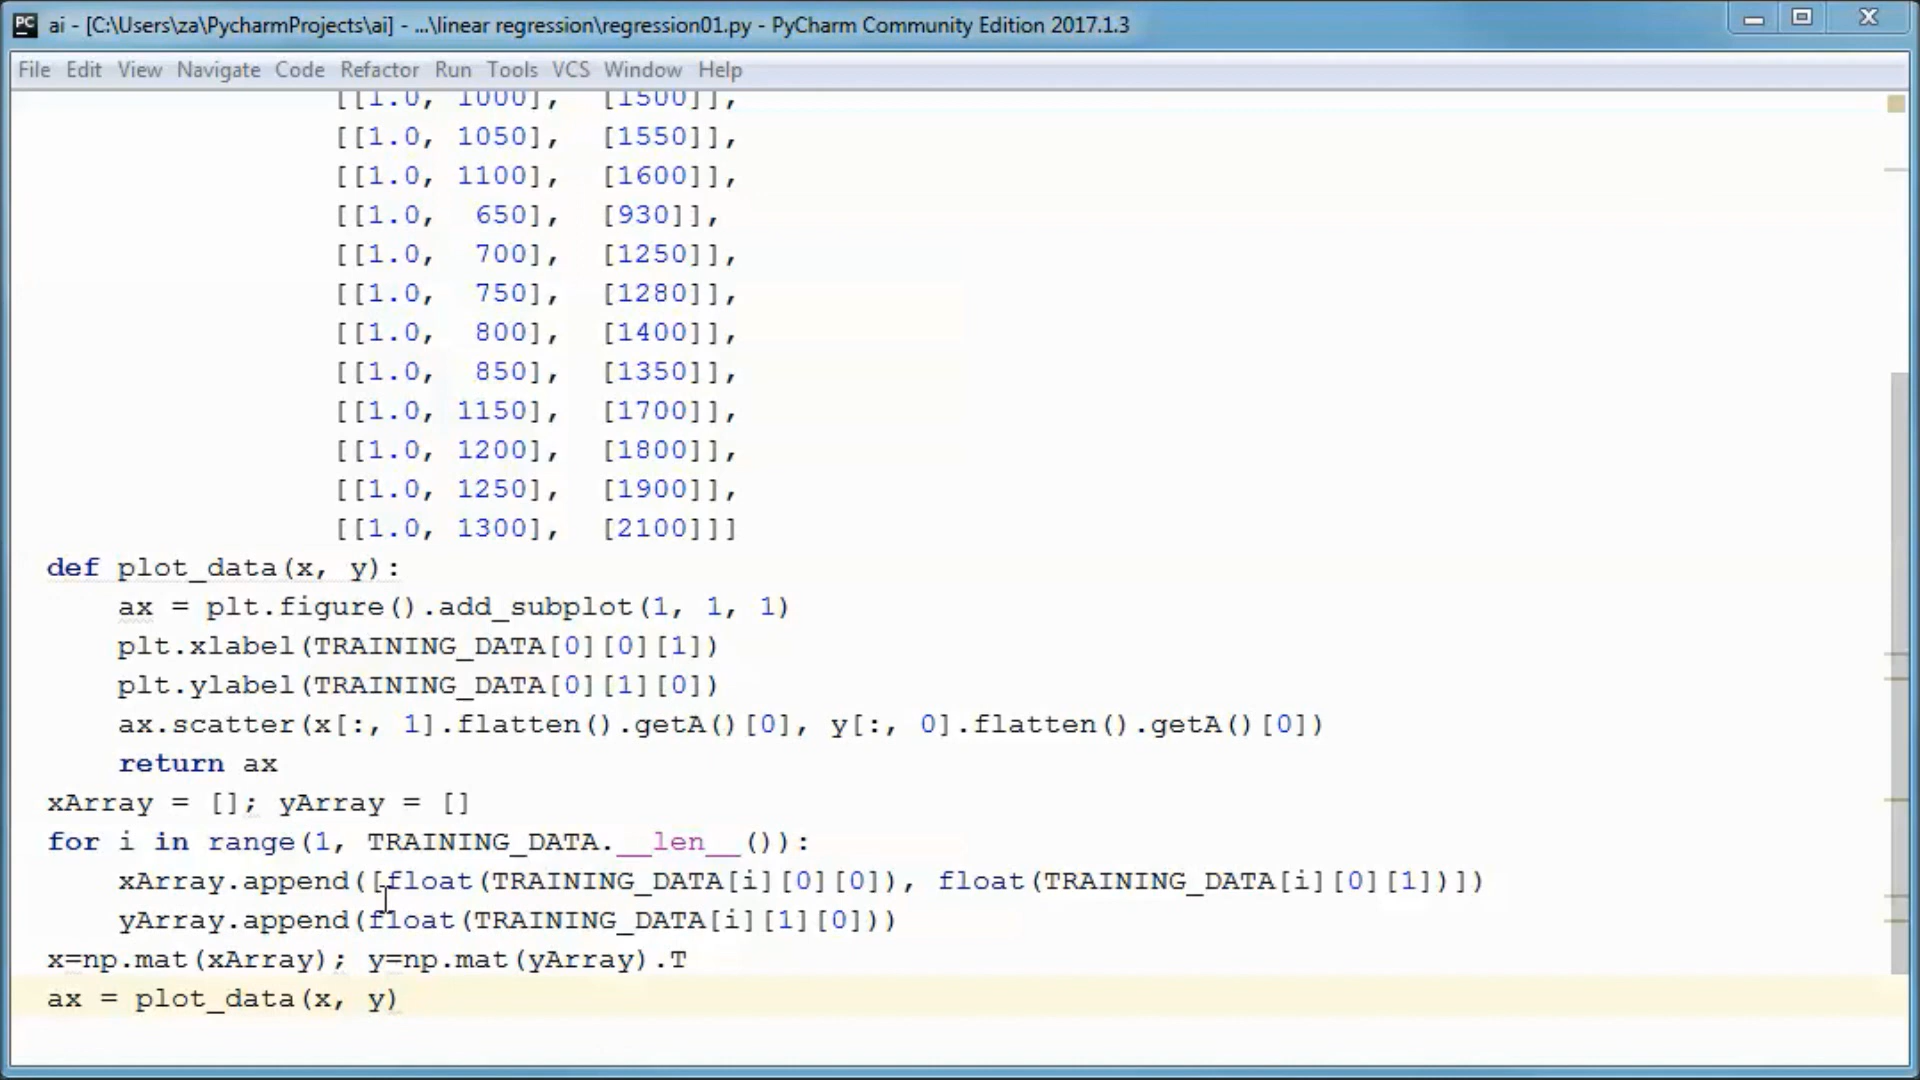 PC ai - [C:\Users\za\PycharmProjects\ai] - ...\linear regression\regression01.py - PyCharm Community Edition 2017.1.3
File Edit View Navigate Code Refactor Run Tools VCS Window Help
[[1.0, 1000], [1500]],
[[1.0, 1050], [1550]],
[[1.0, 1100], [1600]],
[[1.0, 650], [930]],
[[1.0, 700], [1250]],
[[1.0, 750], [1280]],
[[1.0, 800], [1400]],
[[1.0, 850], [1350]],
[[1.0, 1150], [1700]],
[[1.0, 1200], [1800]],
[[1.0, 1250], [1900]],
[[1.0, 1300], [2100]]]
def plot_data(x, y):
    ax = plt.figure().add_subplot(1, 1, 1)
    plt.xlabel(TRAINING_DATA[0][0][1])
    plt.ylabel(TRAINING_DATA[0][1][0])
    ax.scatter(x[:, 1].flatten().getA()[0], y[:, 0].flatten().getA()[0])
    return ax
xArray = []; yArray = []
for i in range(1, TRAINING_DATA.__len__()):
    xArray.append([float(TRAINING_DATA[i][0][0]), float(TRAINING_DATA[i][0][1])])
    yArray.append(float(TRAINING_DATA[i][1][0]))
x=np.mat(xArray); y=np.mat(yArray).T
ax = plot_data(x, y)